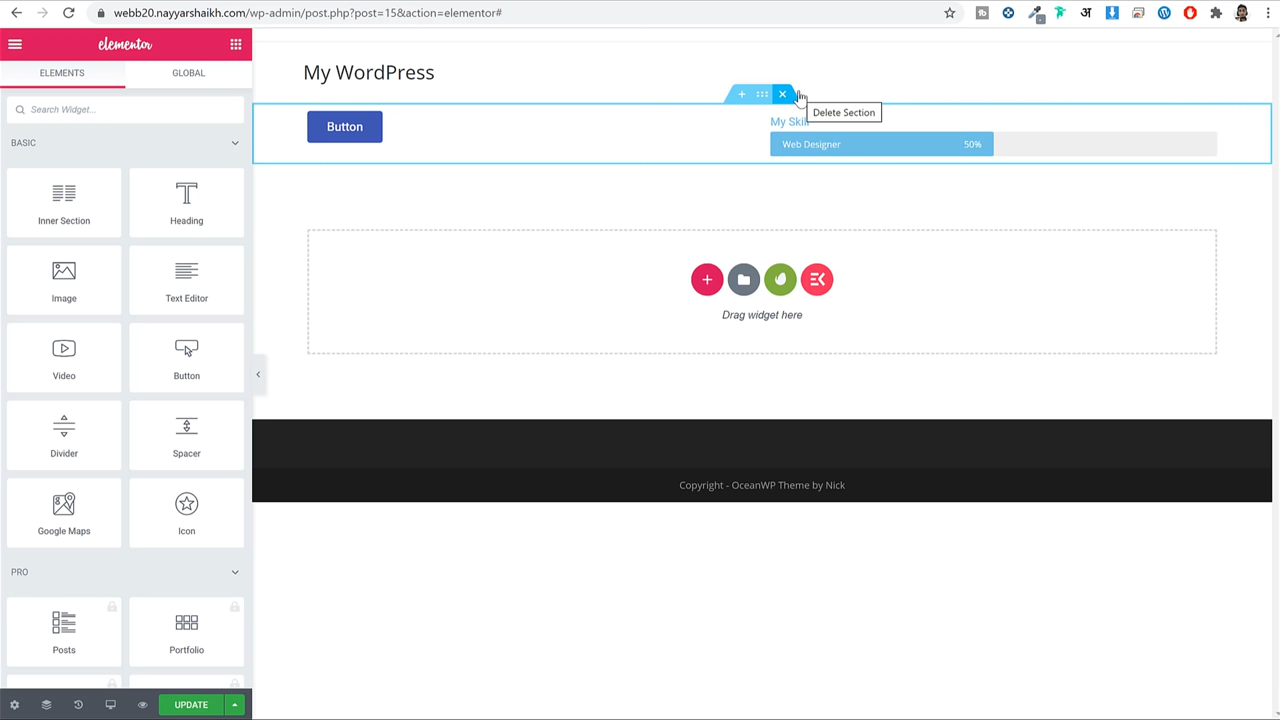 webb20.nayyarshaikh.com/wp-admin/post.php?post=15&action=elementor#
elementor
ELEMENTS
GLOBAL
Search Widget...
BASIC
Inner Section
Heading
Image
Text Editor
Video
Button
Divider
Spacer
Google Maps
Icon
PRO
Posts
Portfolio
UPDATE
My WordPress
Delete Section
Button
My Skil
Web Designer
50%
Drag widget here
Copyright - OceanWP Theme by Nick